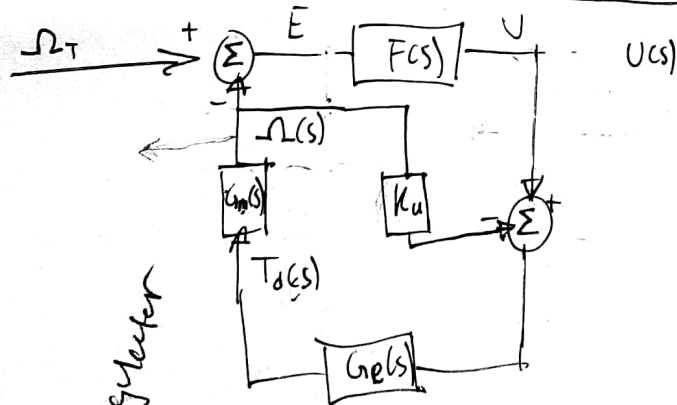 Ω_T + Σ E F(s) U U(s)
-
Ω(s)
G_m(s) K_u - Σ +
T_d(s)
G_e(s)